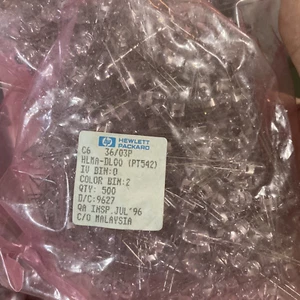 hp HEWLETT
PACKARD
C6 36/03P
HLMA-DL00 (PT542)
IV BIN:O
COLOR BIN:2
QTY: 500
D/C:9627
QA INSP JUL'96
C/O MALAYSIA